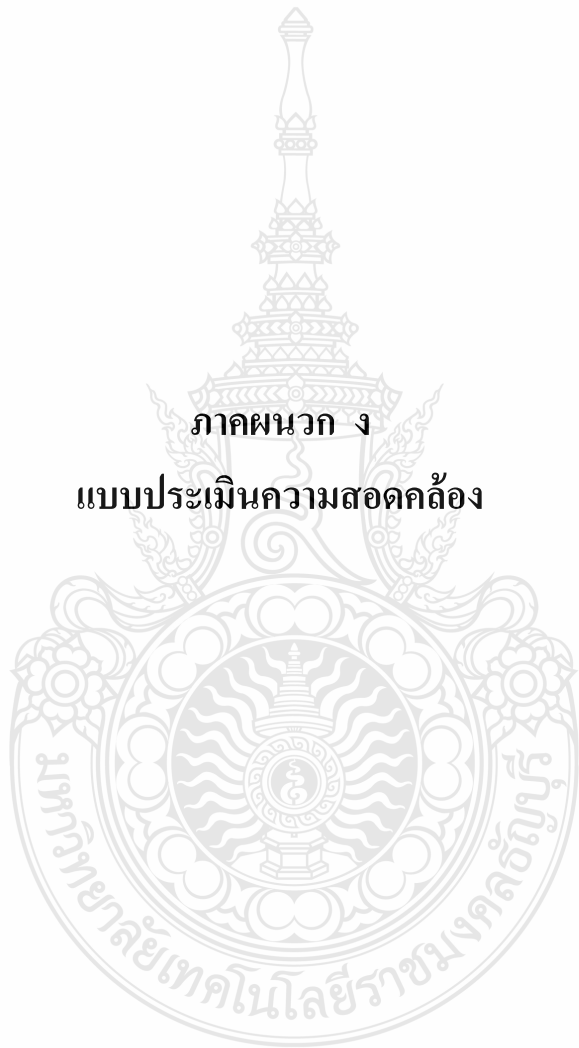 ภาคผนวก ง
แบบประเมินความสอดคล้อง
มหาวิทยาลัยเทคโนโลยีราชมงคลธัญบุรี